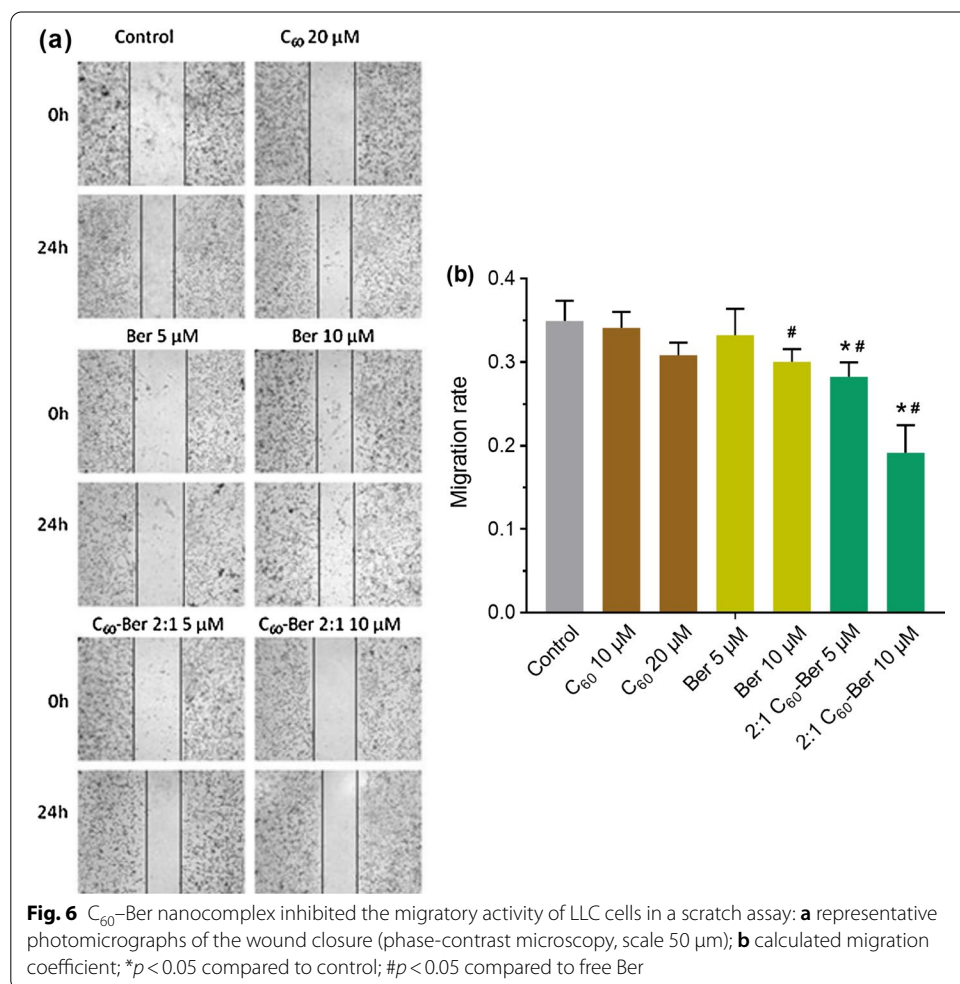 (a)
Control C₆₀ 20 µM
0h
24h
Ber 5 µM Ber 10 µM
0h
24h
C₆₀-Ber 2:1 5 µM C₆₀-Ber 2:1 10 µM
0h
24h
(b)
Migration rate
0.4
0.3
0.2
0.1
0.0
#
* #
* #
Control
C₆₀ 10 µM
C₆₀ 20 µM
Ber 5 µM
Ber 10 µM
2:1 C₆₀-Ber 5 µM
2:1 C₆₀-Ber 10 µM
Fig. 6 C₆₀–Ber nanocomplex inhibited the migratory activity of LLC cells in a scratch assay: a representative
photomicrographs of the wound closure (phase-contrast microscopy, scale 50 µm); b calculated migration
coefficient; *p < 0.05 compared to control; #p < 0.05 compared to free Ber